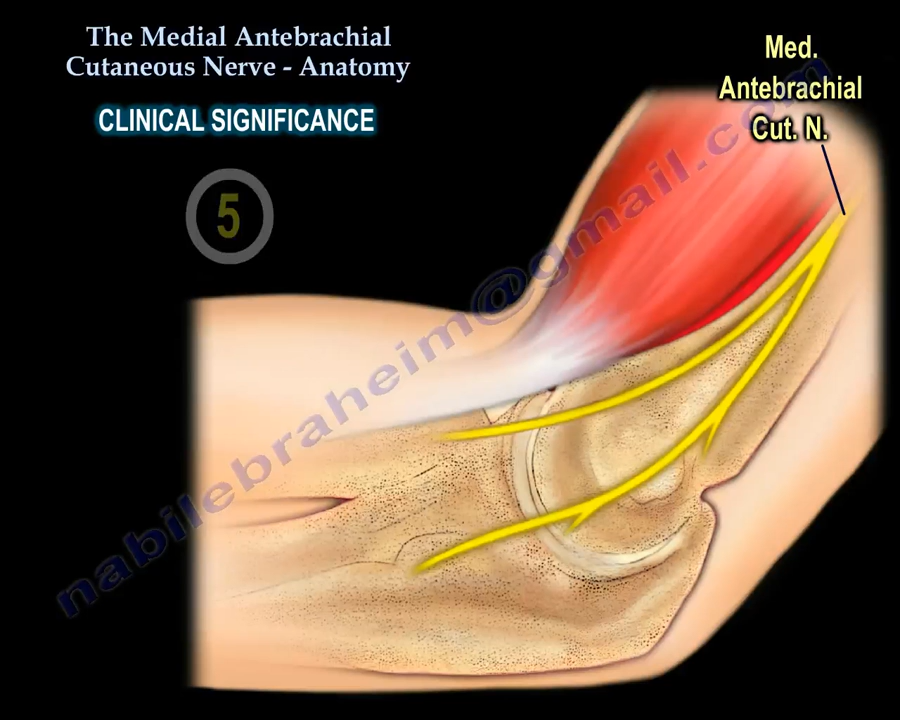 The Medial Antebrachial
Cutaneous Nerve - Anatomy
CLINICAL SIGNIFICANCE
5
Med.
Antebrachial
Cut. N.
nabilebraheim@gmail.com